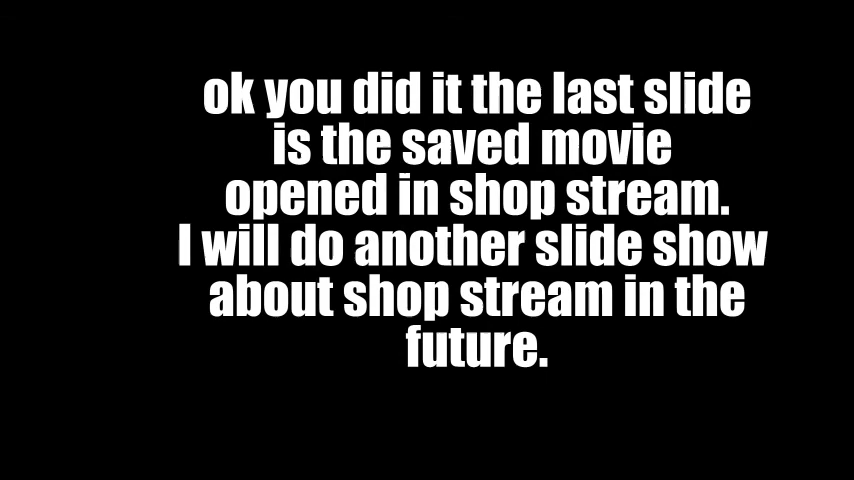 ok you did it the last slide
is the saved movie
opened in shop stream.
I will do another slide show
about shop stream in the
future.